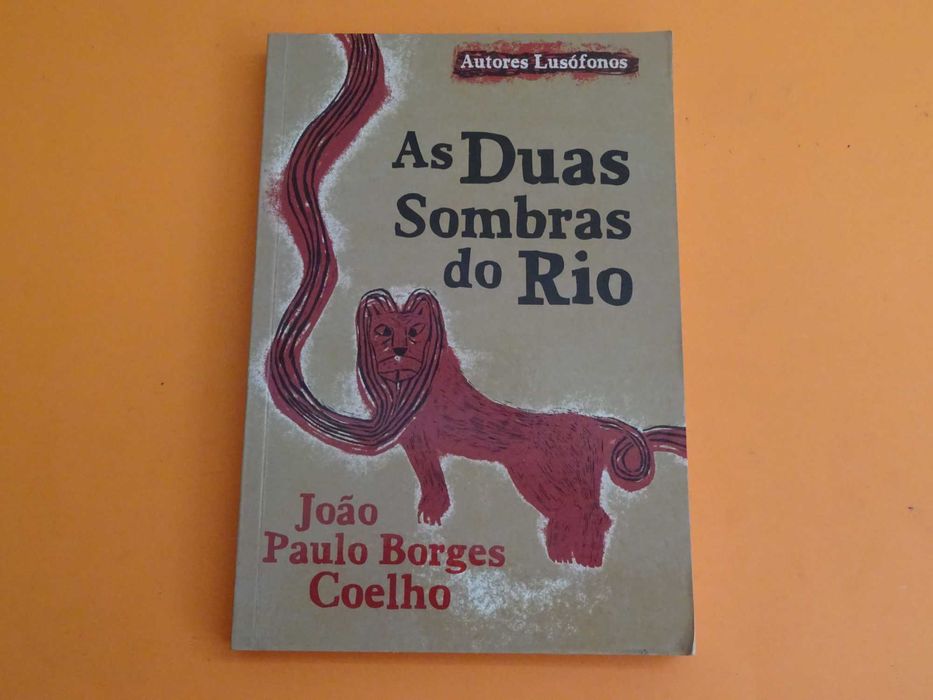 Autores Lusófonos
As Duas
Sombras
do Rio
João
Paulo Borges
Coelho